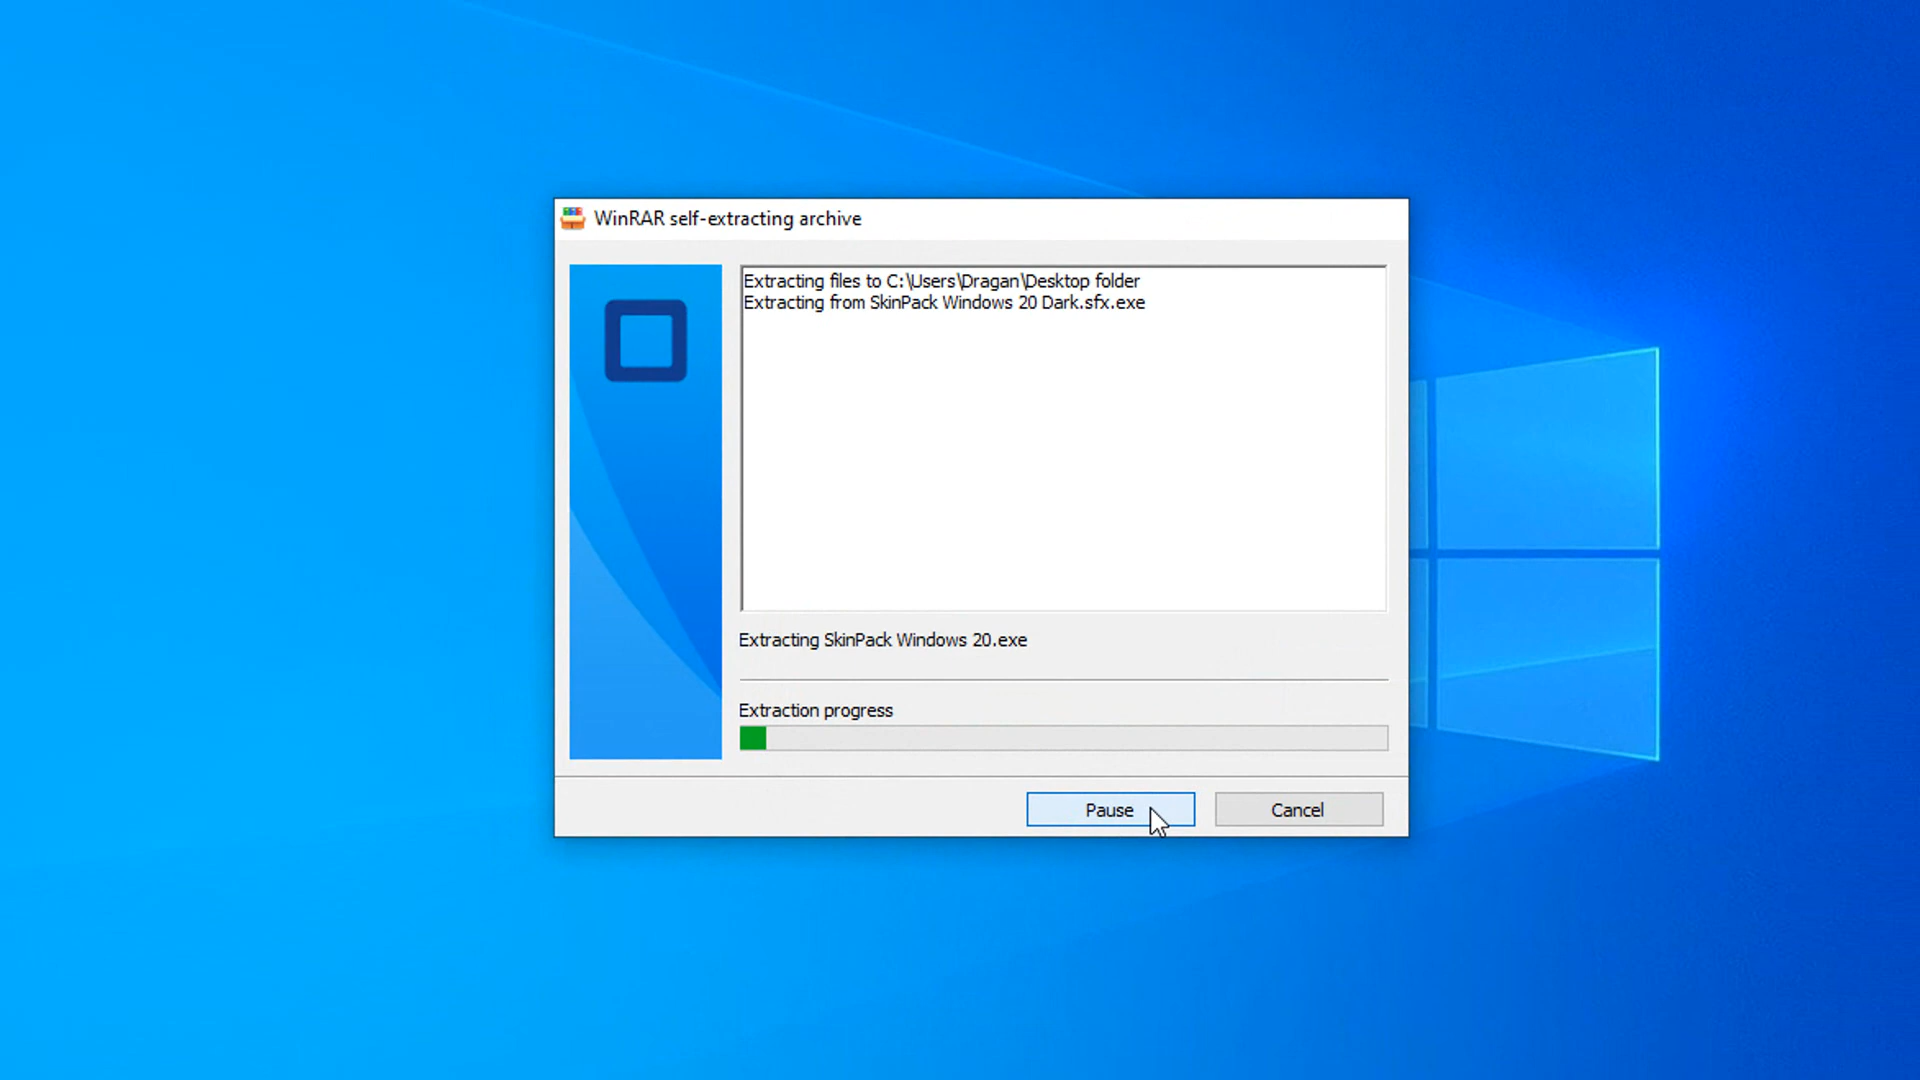 WinRAR self-extracting archive
Extracting files to C:\Users\Dragan\Desktop folder
Extracting from SkinPack Windows 20 Dark.sfx.exe
Extracting SkinPack Windows 20.exe
Extraction progress
Pause
Cancel